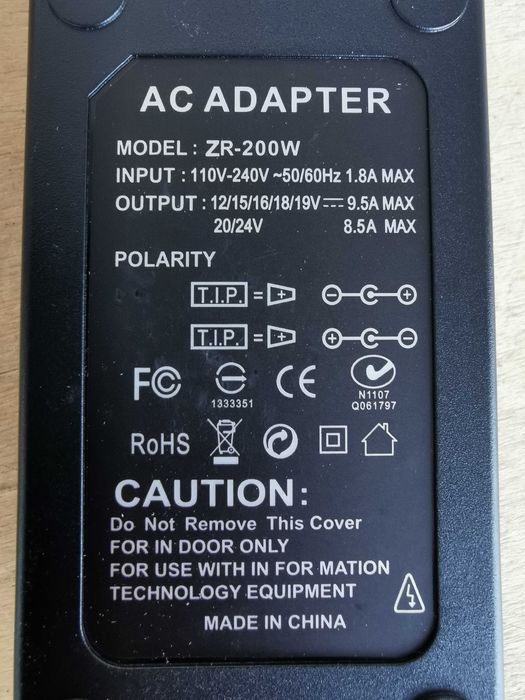 AC ADAPTER
MODEL : ZR-200W
INPUT : 110V-240V ~50/60Hz 1.8A MAX
OUTPUT : 12/15/16/18/19V⎓ 9.5A MAX
20/24V 8.5A MAX
POLARITY
T.I.P. = +
T.I.P. = +
FC CE
1333351
N1107
Q061797
RoHS
CAUTION :
Do Not Remove This Cover
FOR IN DOOR ONLY
FOR USE WITH IN FOR MATION
TECHNOLOGY EQUIPMENT
MADE IN CHINA